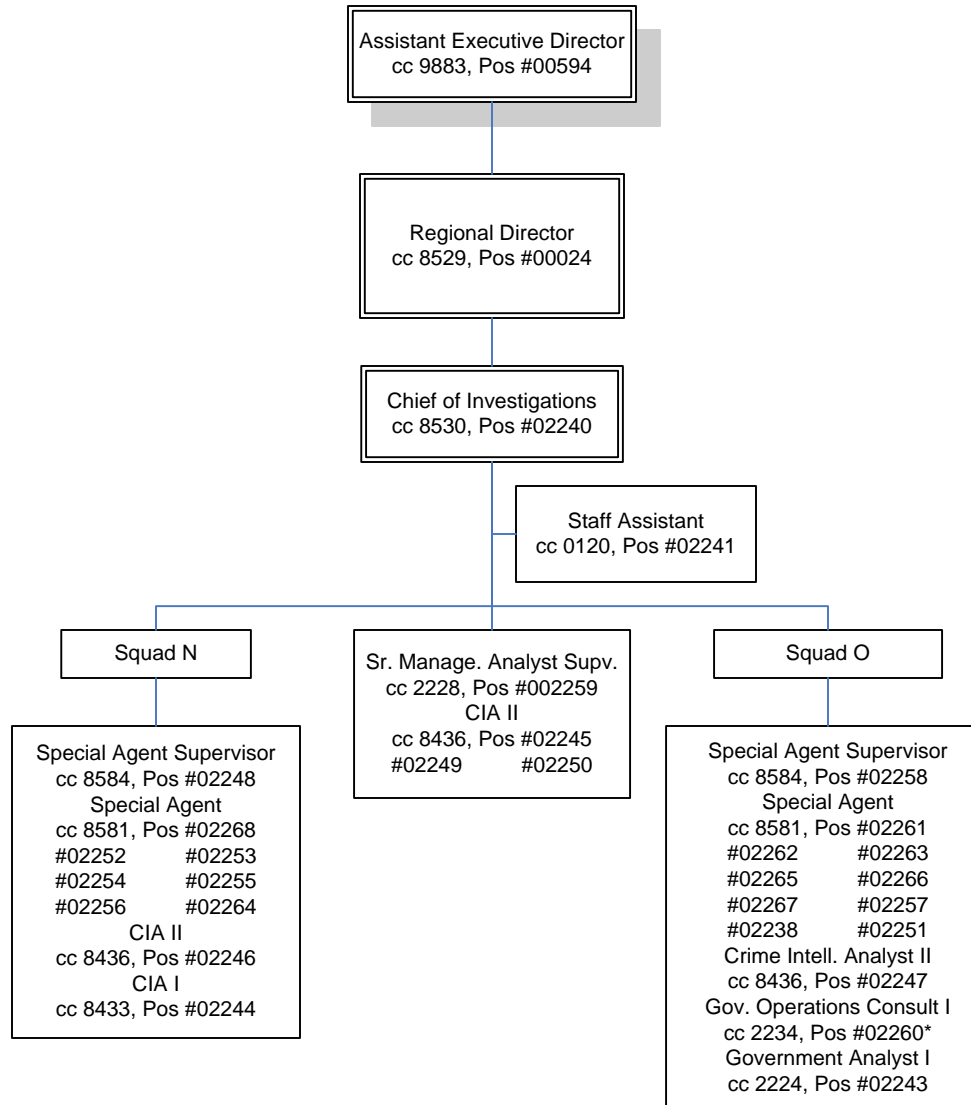 Assistant Executive Director
cc 9883, Pos #00594
Regional Director
cc 8529, Pos #00024
Chief of Investigations
cc 8530, Pos #02240
Staff Assistant
cc 0120, Pos #02241
Squad N
Special Agent Supervisor
cc 8584, Pos #02248
Special Agent
cc 8581, Pos #02268
#02252 #02253
#02254 #02255
#02256 #02264
CIA II
cc 8436, Pos #02246
CIA I
cc 8433, Pos #02244
Sr. Manage. Analyst Supv.
cc 2228, Pos #002259
CIA II
cc 8436, Pos #02245
#02249 #02250
Squad O
Special Agent Supervisor
cc 8584, Pos #02258
Special Agent
cc 8581, Pos #02261
#02262 #02263
#02265 #02266
#02267 #02257
#02238 #02251
Crime Intell. Analyst II
cc 8436, Pos #02247
Gov. Operations Consult I
cc 2234, Pos #02260*
Government Analyst I
cc 2224, Pos #02243